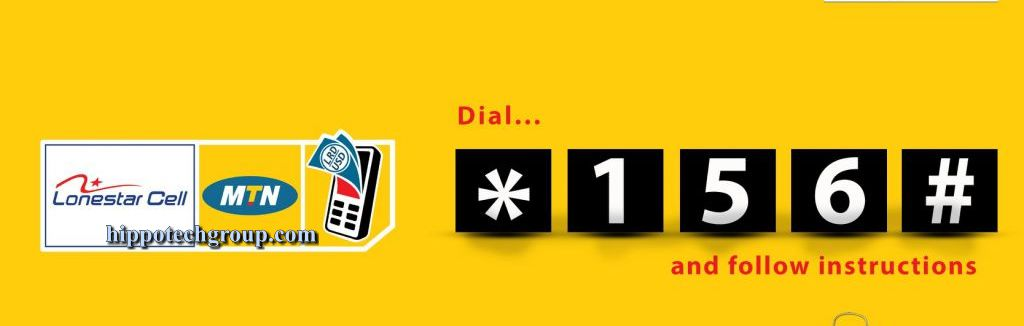 Dial...
LRD
USD
Lonestar Cell
MTN
*156#
hippotechgroup.com
and follow instructions